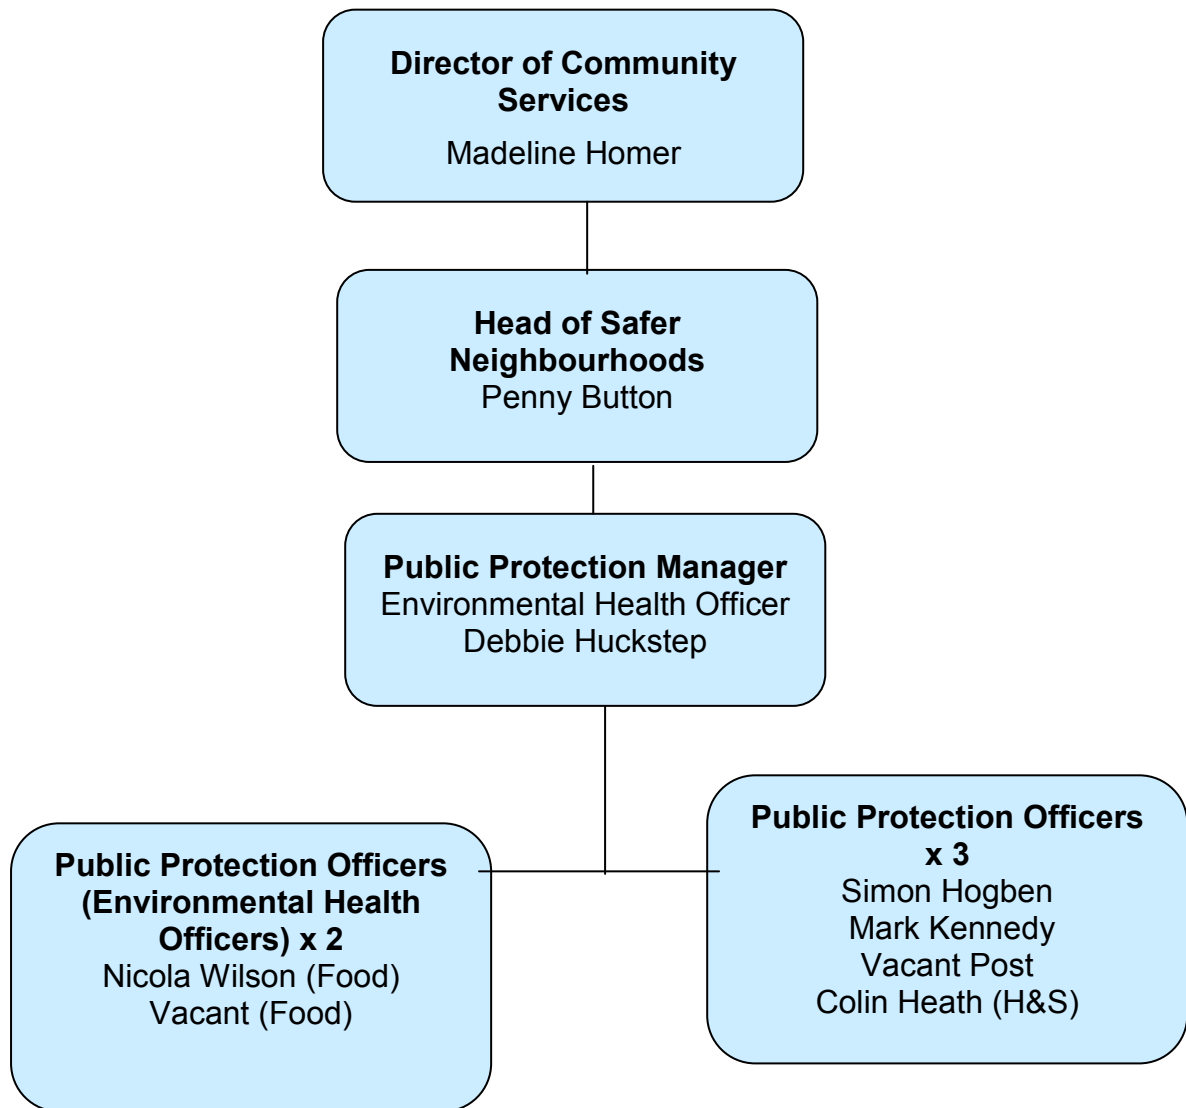 Director of Community
Services
Madeline Homer
Head of Safer
Neighbourhoods
Penny Button
Public Protection Manager
Environmental Health Officer
Debbie Huckstep
Public Protection Officers
(Environmental Health
Officers) x 2
Nicola Wilson (Food)
Vacant (Food)
Public Protection Officers
x 3
Simon Hogben
Mark Kennedy
Vacant Post
Colin Heath (H&S)